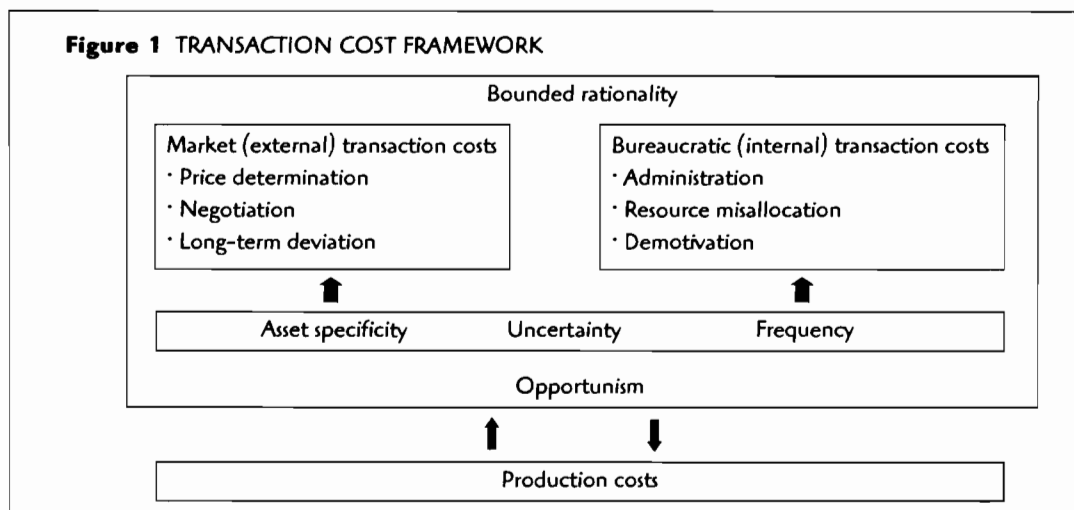 Figure 1 TRANSACTION COST FRAMEWORK
Bounded rationality
Market (external) transaction costs
· Price determination
· Negotiation
· Long-term deviation
Bureaucratic (internal) transaction costs
· Administration
· Resource misallocation
· Demotivation
Asset specificity Uncertainty Frequency
Opportunism
Production costs